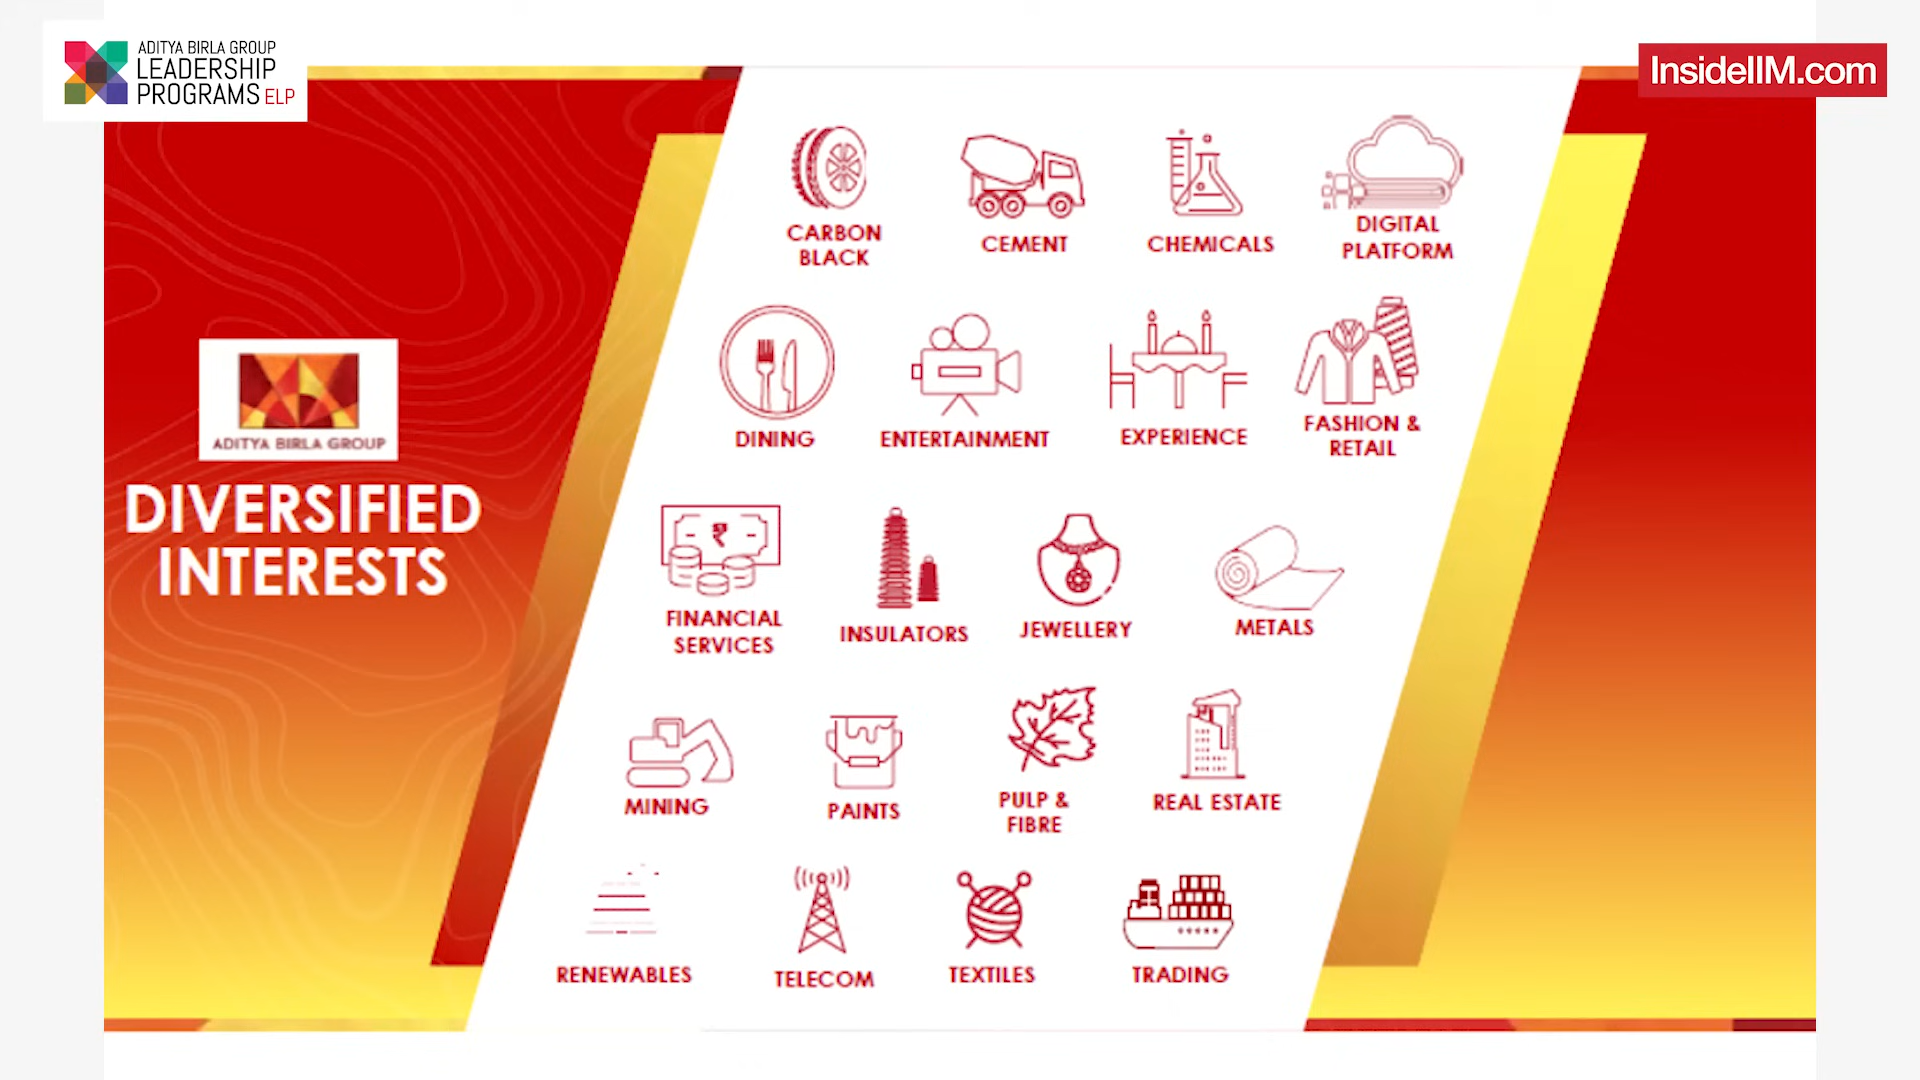 ADITYA BIRLA GROUP
LEADERSHIP
PROGRAMS ELP
InsideIIM.com
ADITYA BIRLA GROUP
DIVERSIFIED
INTERESTS
CARBON
BLACK
CEMENT
CHEMICALS
DIGITAL
PLATFORM
DINING
ENTERTAINMENT
EXPERIENCE
FASHION &
RETAIL
₹
FINANCIAL
SERVICES
INSULATORS
JEWELLERY
METALS
MINING
PAINTS
PULP &
FIBRE
REAL ESTATE
RENEWABLES
TELECOM
TEXTILES
TRADING